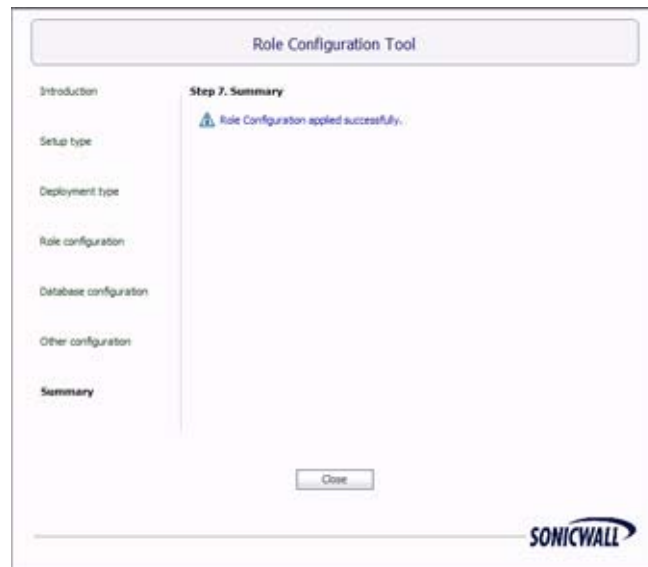 Role Configuration Tool
Introduction
Setup type
Deployment type
Role configuration
Database configuration
Other configuration
Summary
Step 7. Summary
Role Configuration applied successfully.
Close
SONICWALL